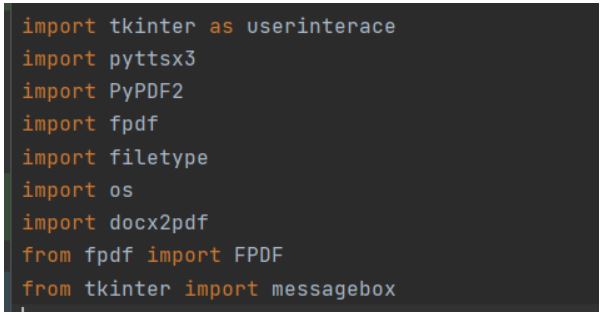 import tkinter as userinterace
import pyttsx3
import PyPDF2
import fpdf
import filetype
import os
import docx2pdf
from fpdf import FPDF
from tkinter import messagebox